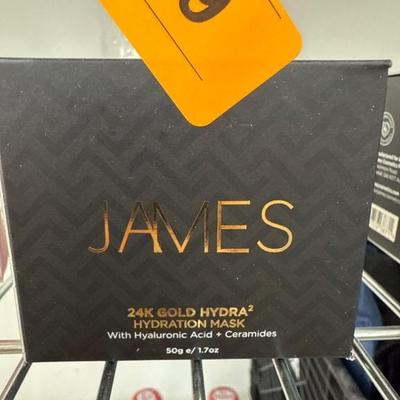 JAMES
24K GOLD HYDRA²
HYDRATION MASK
With Hyaluronic Acid + Ceramides
50g e/ 1.7oz